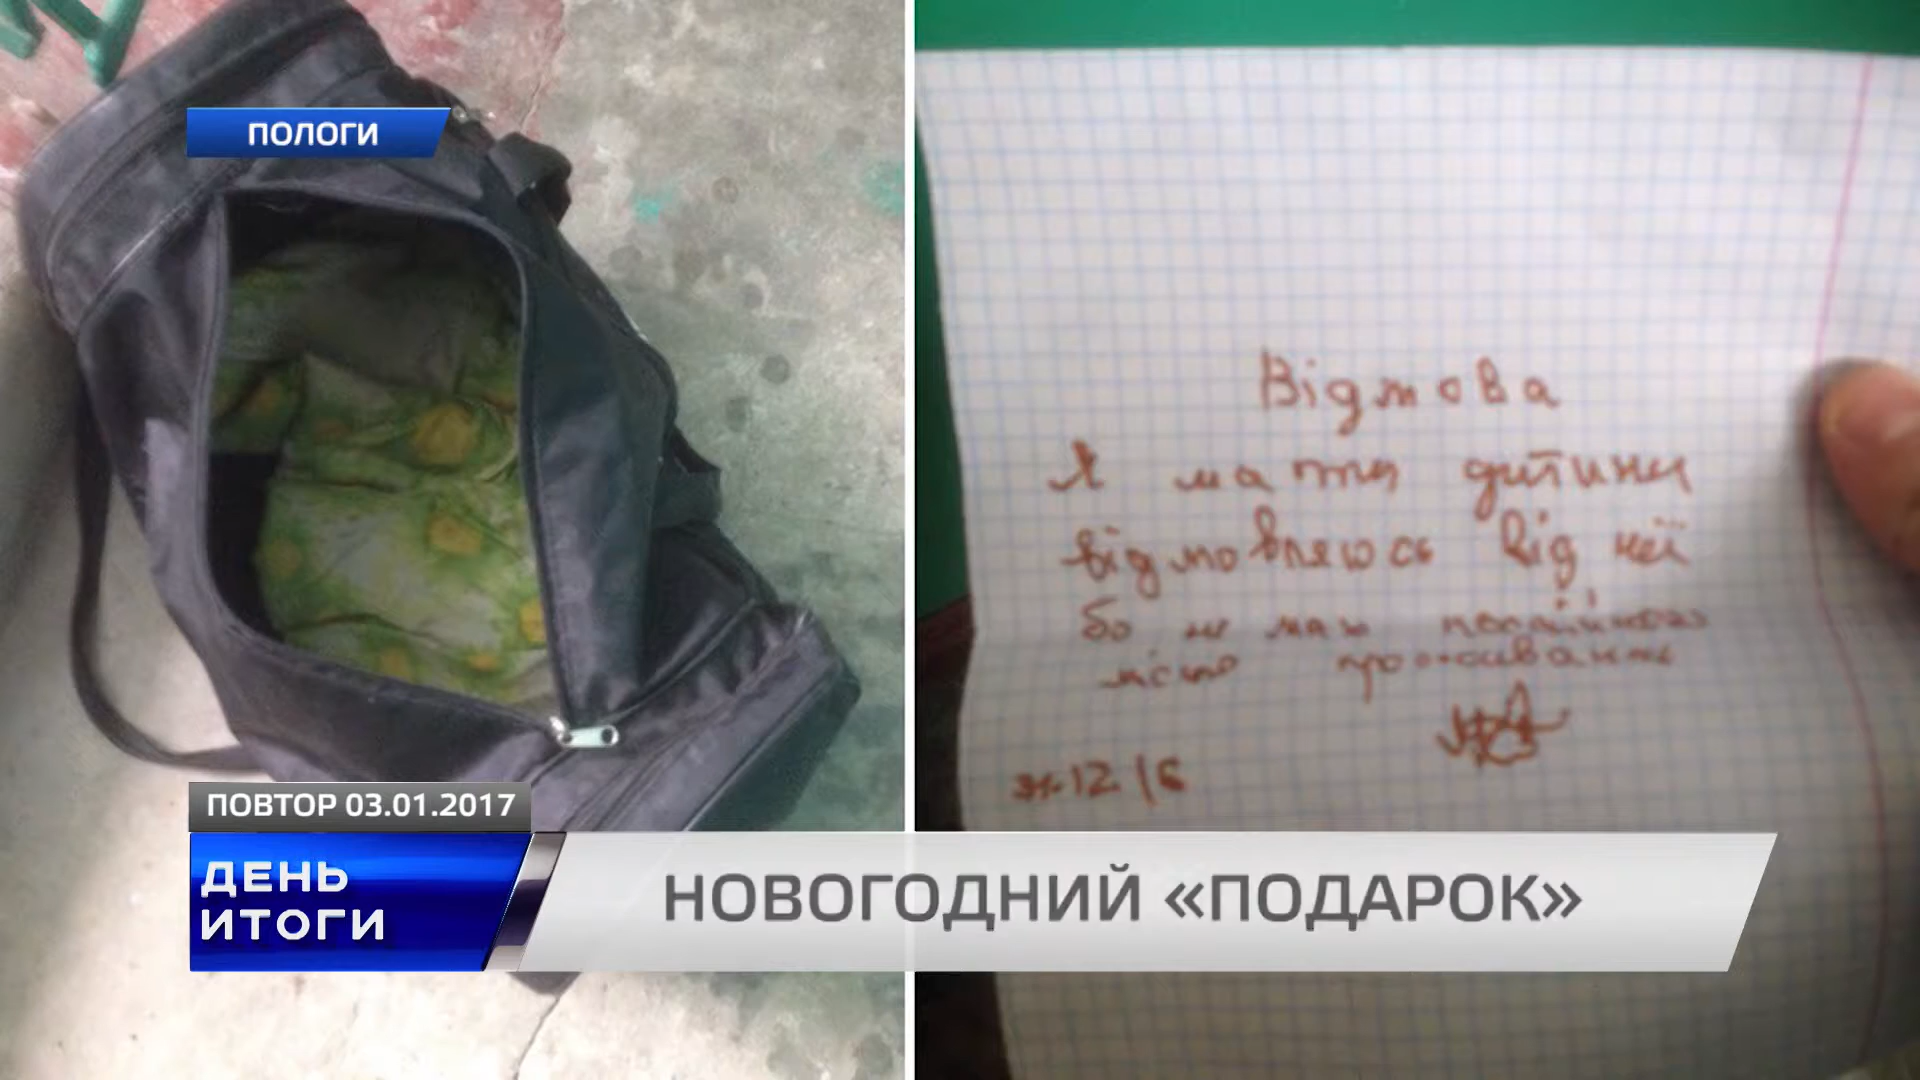 ПОЛОГИ
Відмова
Я мати дитини
відмовляюсь від неї
бо не маю постійного
місця проживання
12 16
ПОВТОР 03.01.2017
ДЕНЬ
ИТОГИ
НОВОГОДНИЙ «ПОДАРОК»